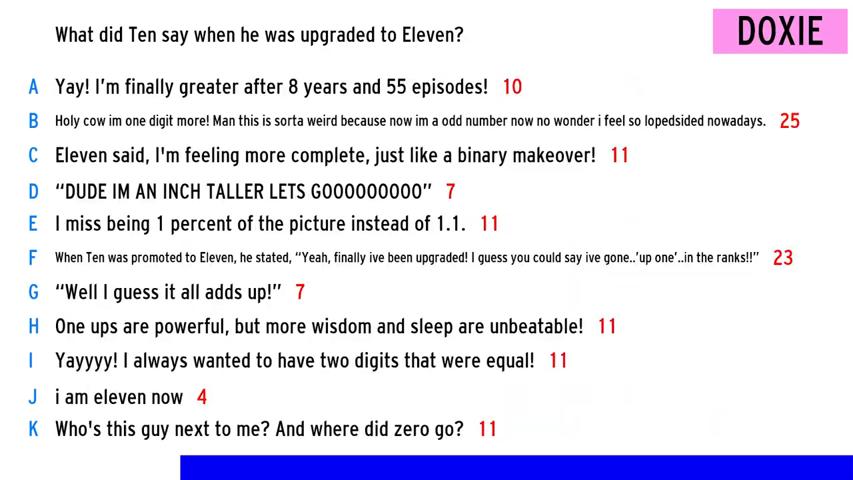 What did Ten say when he was upgraded to Eleven?
DOXIE
A Yay! I'm finally greater after 8 years and 55 episodes! 10
B Holy cow im one digit more! Man this is sorta weird because now im a odd number now no wonder i feel so lopedsided nowadays. 25
C Eleven said, I'm feeling more complete, just like a binary makeover! 11
D “DUDE IM AN INCH TALLER LETS GOOOOOOOOO” 7
E I miss being 1 percent of the picture instead of 1.1. 11
F When Ten was promoted to Eleven, he stated, “Yeah, finally ive been upgraded! I guess you could say ive gone..’up one’..in the ranks!!” 23
G “Well I guess it all adds up!” 7
H One ups are powerful, but more wisdom and sleep are unbeatable! 11
I Yayyyy! I always wanted to have two digits that were equal! 11
J i am eleven now 4
K Who's this guy next to me? And where did zero go? 11